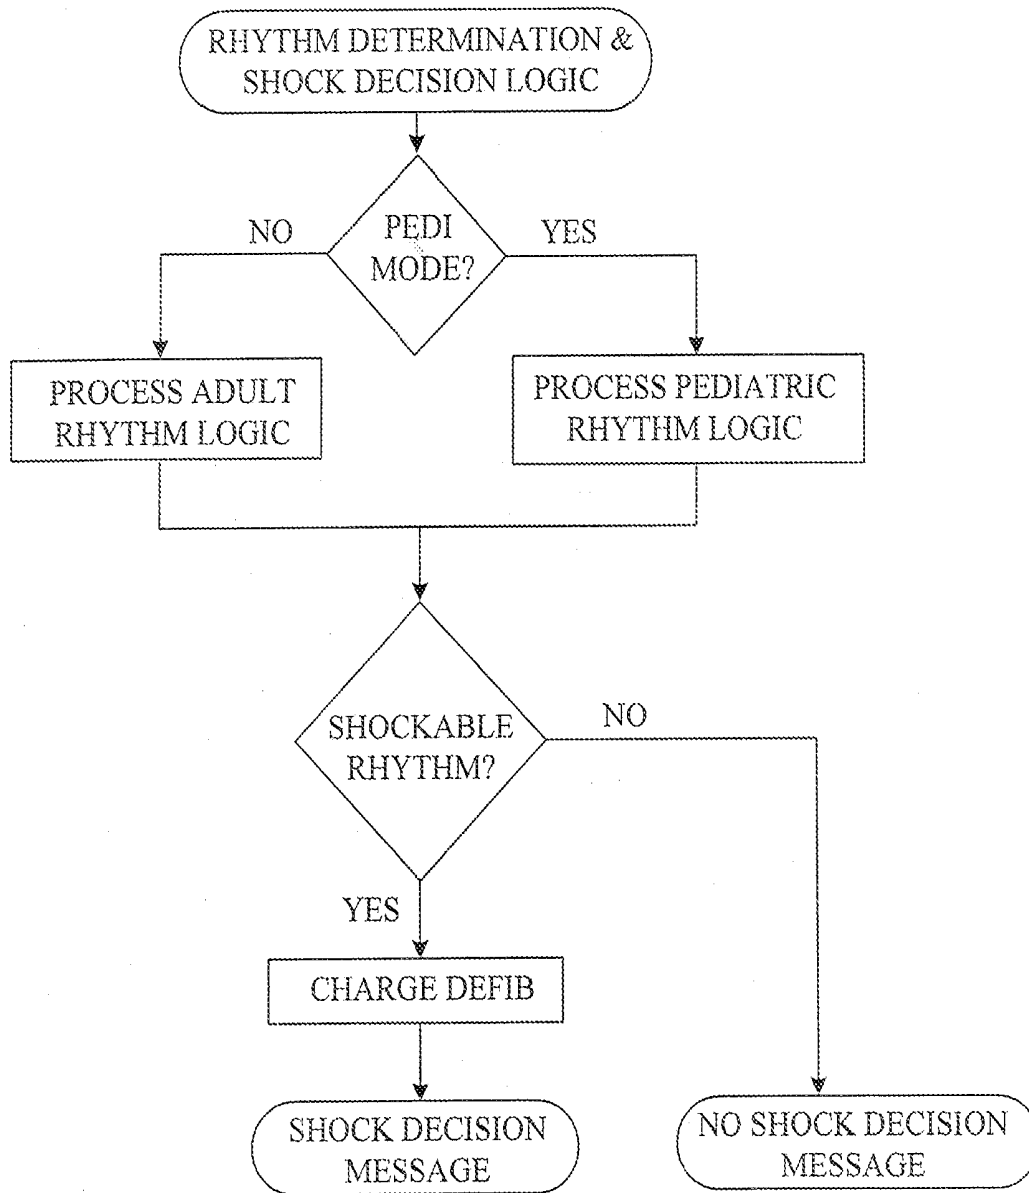 RHYTHM DETERMINATION &
SHOCK DECISION LOGIC
NO
PEDI
MODE?
YES
PROCESS ADULT
RHYTHM LOGIC
PROCESS PEDIATRIC
RHYTHM LOGIC
SHOCKABLE
RHYTHM?
NO
YES
CHARGE DEFIB
SHOCK DECISION
MESSAGE
NO SHOCK DECISION
MESSAGE